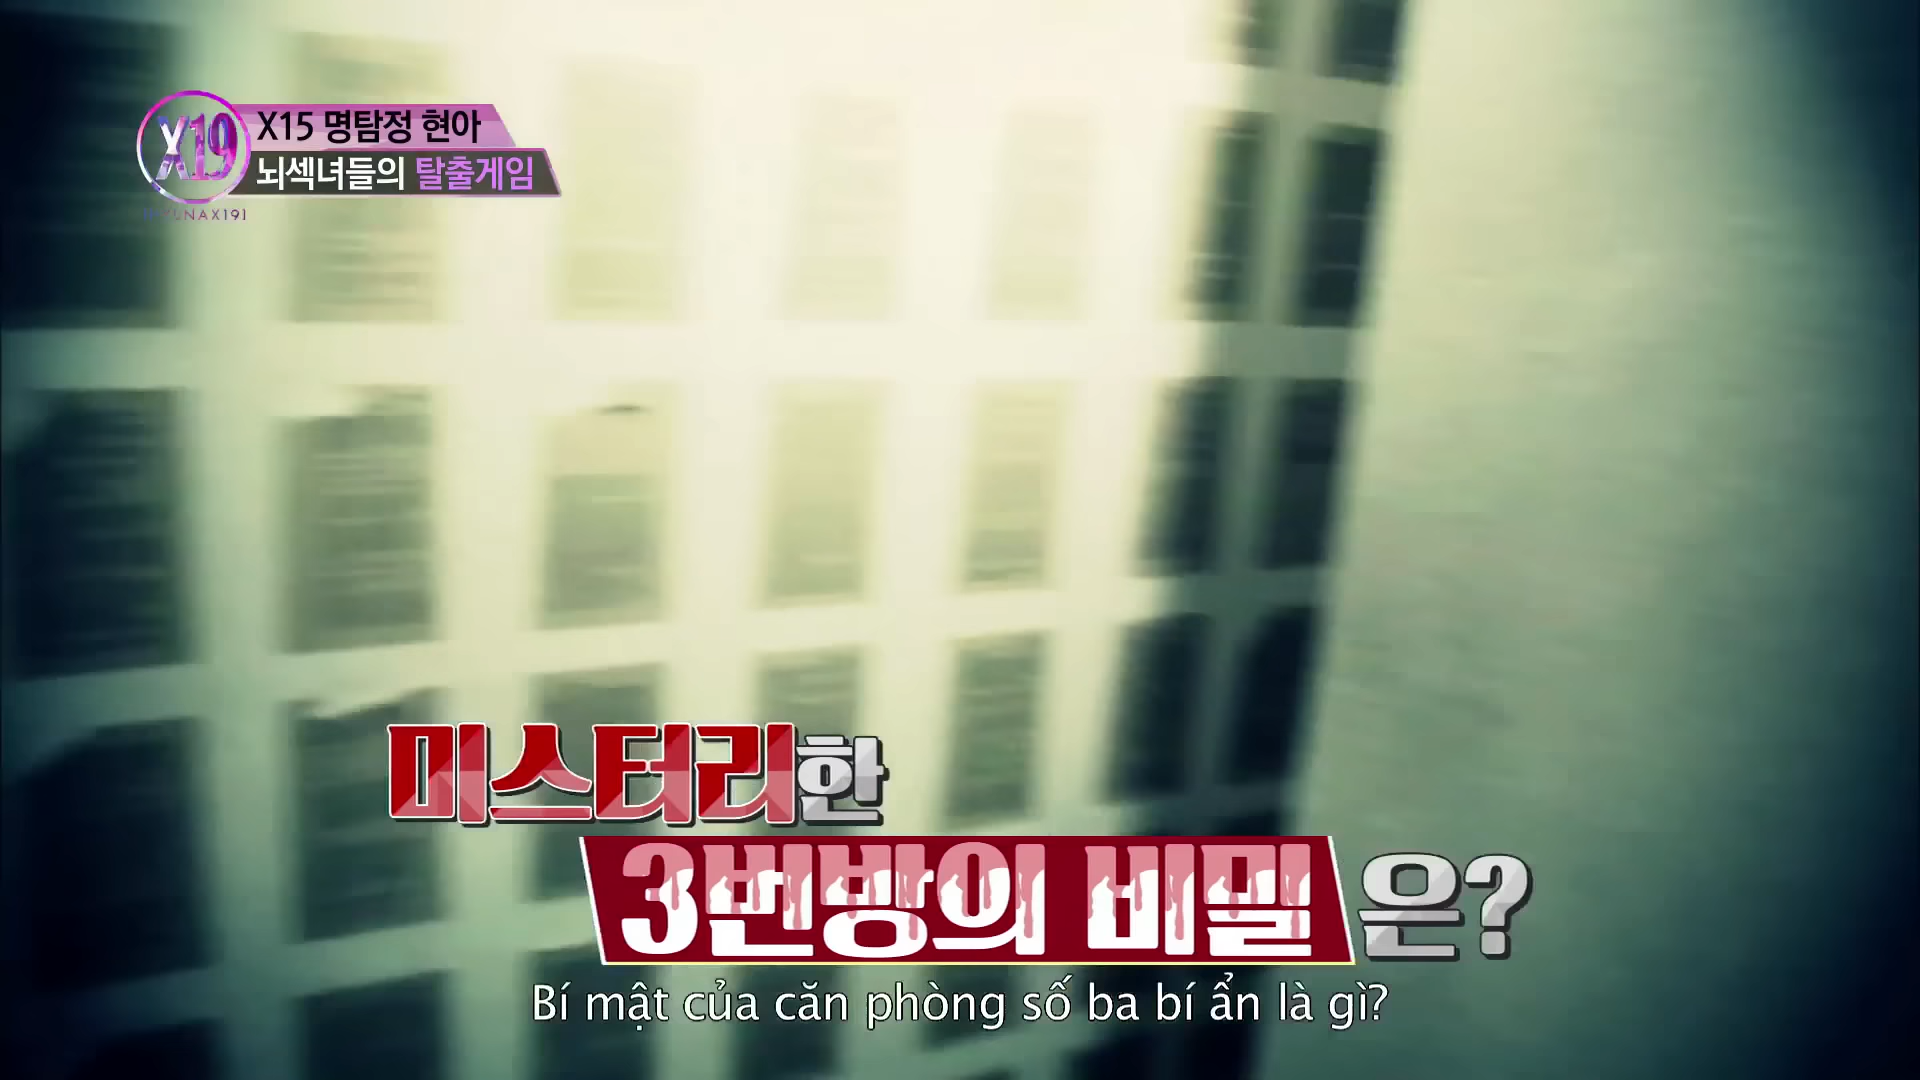 X19
X15 명탐정 현아
뇌섹녀들의 탈출게임
미스터리한
3번방의 비밀은?
Bí mật của căn phòng số ba bí ẩn là gì?